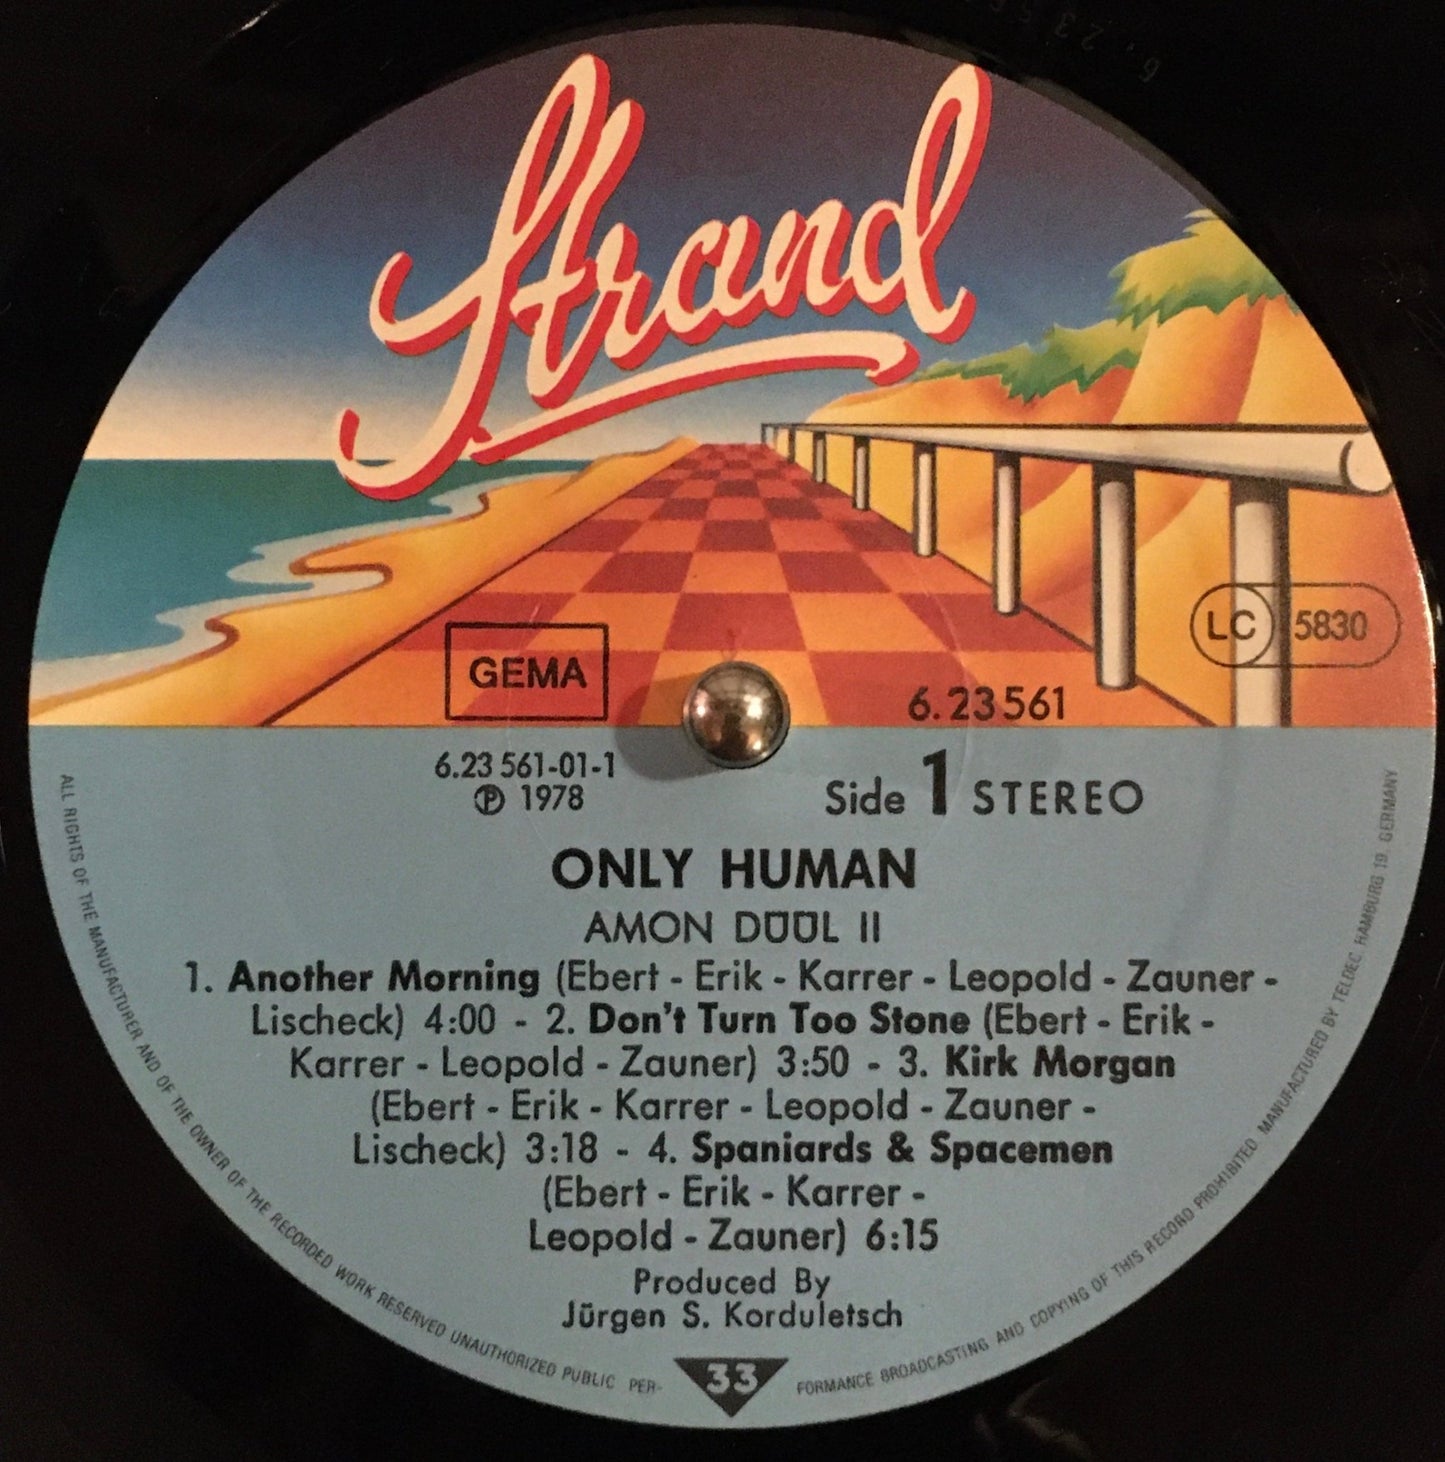 Strand
GEMA
LC 5830
6.23561
6.23 561-01-1
℗ 1978
Side 1 STEREO
ONLY HUMAN
AMON DÜÜL II
1. Another Morning (Ebert - Erik - Karrer - Leopold - Zauner -
Lischeck) 4:00 - 2. Don't Turn Too Stone (Ebert - Erik -
Karrer - Leopold - Zauner) 3:50 - 3. Kirk Morgan
(Ebert - Erik - Karrer - Leopold - Zauner -
Lischeck) 3:18 - 4. Spaniards & Spacemen
(Ebert - Erik - Karrer -
Leopold - Zauner) 6:15
Produced By
Jürgen S. Korduletsch
33
ALL RIGHTS OF THE MANUFACTURER AND OF THE OWNER OF THE RECORDED WORK RESERVED UNAUTHORIZED PUBLIC PER-
FORMANCE BROADCASTING AND COPYING OF THIS RECORD PROHIBITED MANUFACTURED BY TELDEC HAMBURG 19 GERMANY